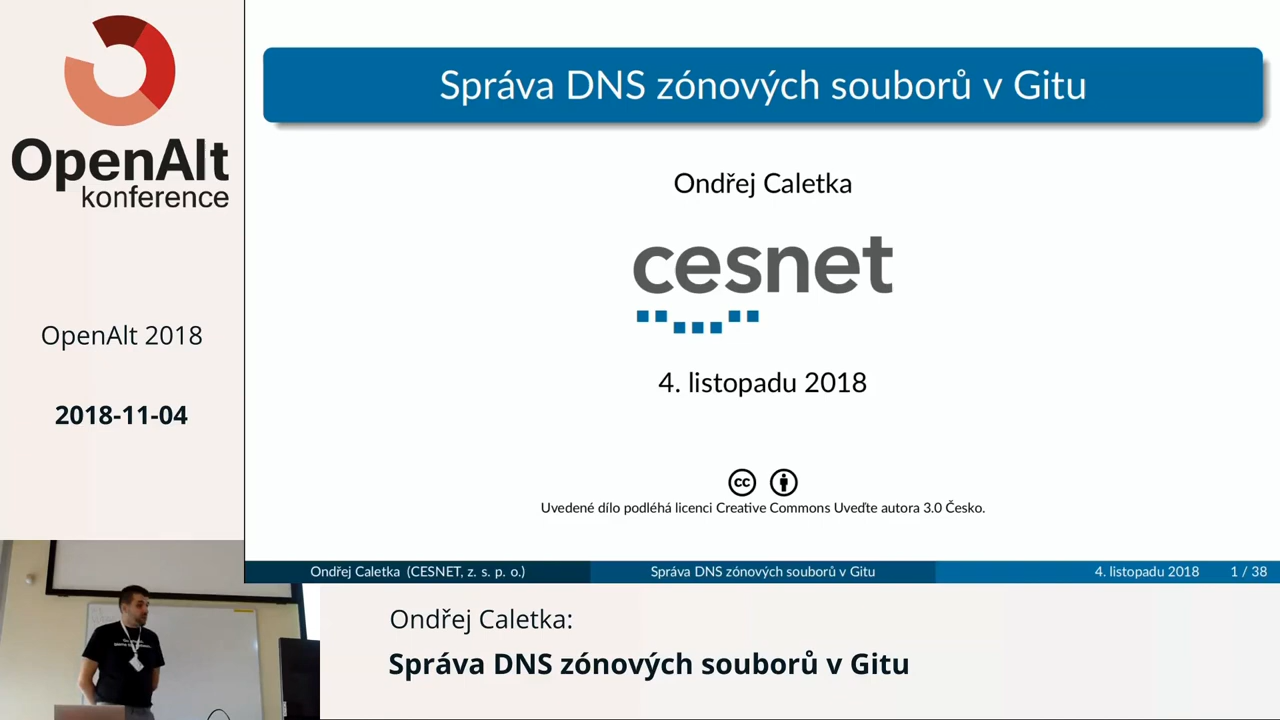 OpenAlt
konference
OpenAlt 2018
2018-11-04
Správa DNS zónových souborů v Gitu
Ondřej Caletka
cesnet
4. listopadu 2018
cc
Uvedené dílo podléhá licenci Creative Commons Uveďte autora 3.0 Česko.
Ondřej Caletka (CESNET, z. s. p. o.) Správa DNS zónových souborů v Gitu 4. listopadu 2018 1 / 38
Ondřej Caletka:
Správa DNS zónových souborů v Gitu